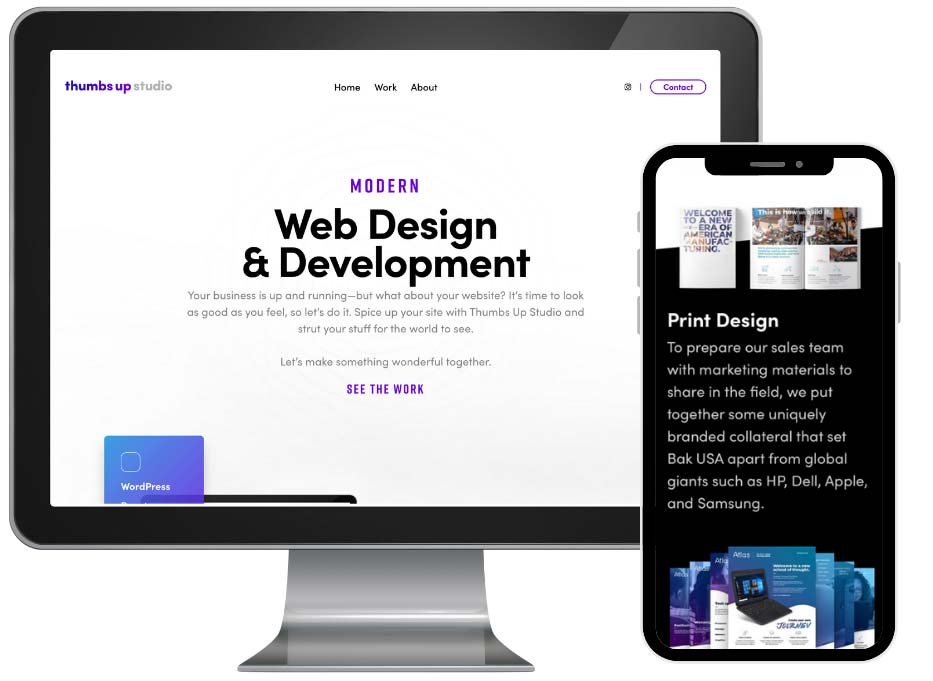 thumbs up studio
Home Work About
Contact
MODERN
Web Design
& Development
Your business is up and running—but what about your website? It's time to look
as good as you feel, so let's do it. Spice up your site with Thumbs Up Studio and
strut your stuff for the world to see.
Let's make something wonderful together.
SEE THE WORK
WordPress
WELCOME
TO A NEW
ERA OF
AMERICAN
MANUFAC-
TURING.
This is how we build it.
Print Design
To prepare our sales team
with marketing materials to
share in the field, we put
together some uniquely
branded collateral that set
Bak USA apart from global
giants such as HP, Dell, Apple,
and Samsung.
Atlas
Welcome to a new
school of thought.
JOURNEY